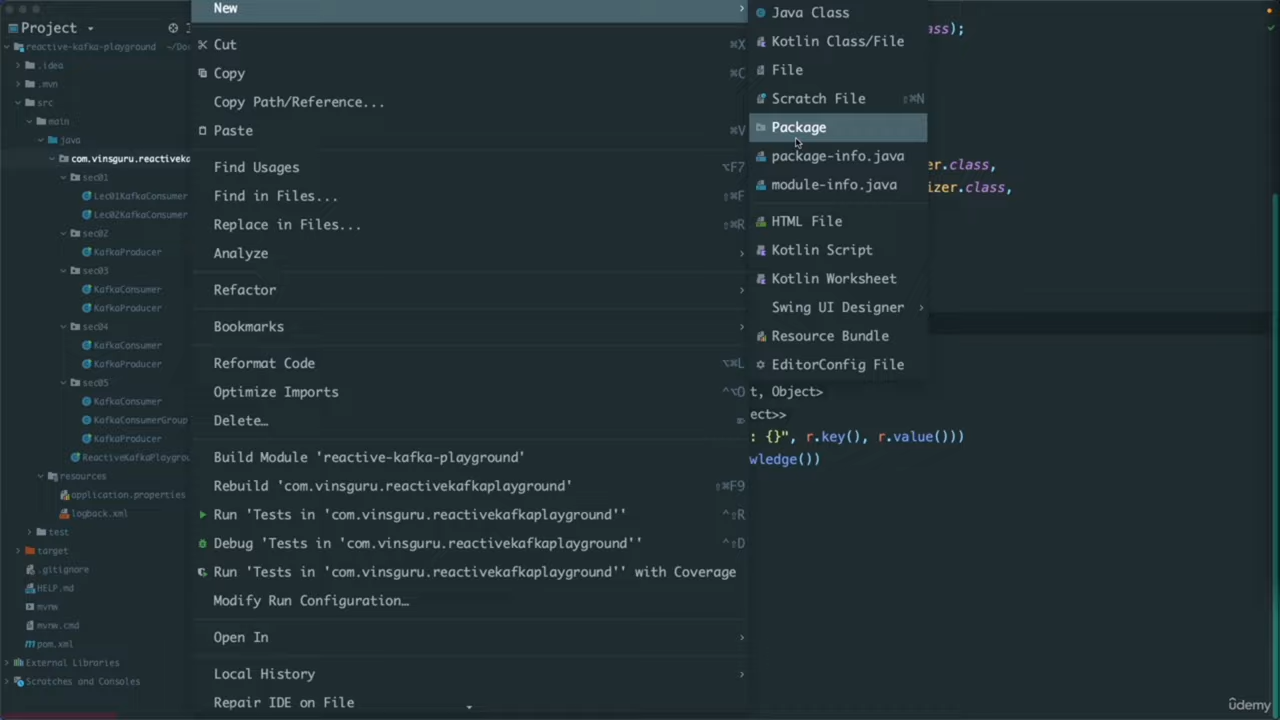 Project
reactive-kafka-playground ~/Doc
.idea
.mvn
src
main
java
com.vinsguru.reactiveka
sec01
Lec01KafkaConsumer
Lec02KafkaConsumer
sec02
KafkaProducer
sec03
KafkaConsumer
KafkaProducer
sec04
KafkaConsumer
KafkaProducer
sec05
KafkaConsumer
KafkaConsumerGroup
KafkaProducer
ReactiveKafkaPlaygrou
resources
application.properties
logback.xml
test
target
.gitignore
HELP.md
mvnw
mvnw.cmd
pom.xml
External Libraries
Scratches and Consoles
New
Cut ⌘X
Copy ⌘C
Copy Path/Reference...
Paste ⌘V
Find Usages ⌥F7
Find in Files... ⇧⌘F
Replace in Files... ⇧⌘R
Analyze
Refactor
Bookmarks
Reformat Code ⌥⌘L
Optimize Imports ^⌥O
Delete… ⌦
Build Module 'reactive-kafka-playground'
Rebuild 'com.vinsguru.reactivekafkaplayground' ⇧⌘F9
Run 'Tests in 'com.vinsguru.reactivekafkaplayground'' ^⇧R
Debug 'Tests in 'com.vinsguru.reactivekafkaplayground'' ^⇧D
Run 'Tests in 'com.vinsguru.reactivekafkaplayground'' with Coverage
Modify Run Configuration…
Open In
Local History
Repair IDE on File
Java Class
Kotlin Class/File
File
Scratch File ⇧⌘N
Package
package-info.java
module-info.java
HTML File
Kotlin Script
Kotlin Worksheet
Swing UI Designer
Resource Bundle
EditorConfig File
ass);
er.class,
izer.class,
t, Object>
ect>>
: {}", r.key(), r.value()))
wledge())
ûdemy